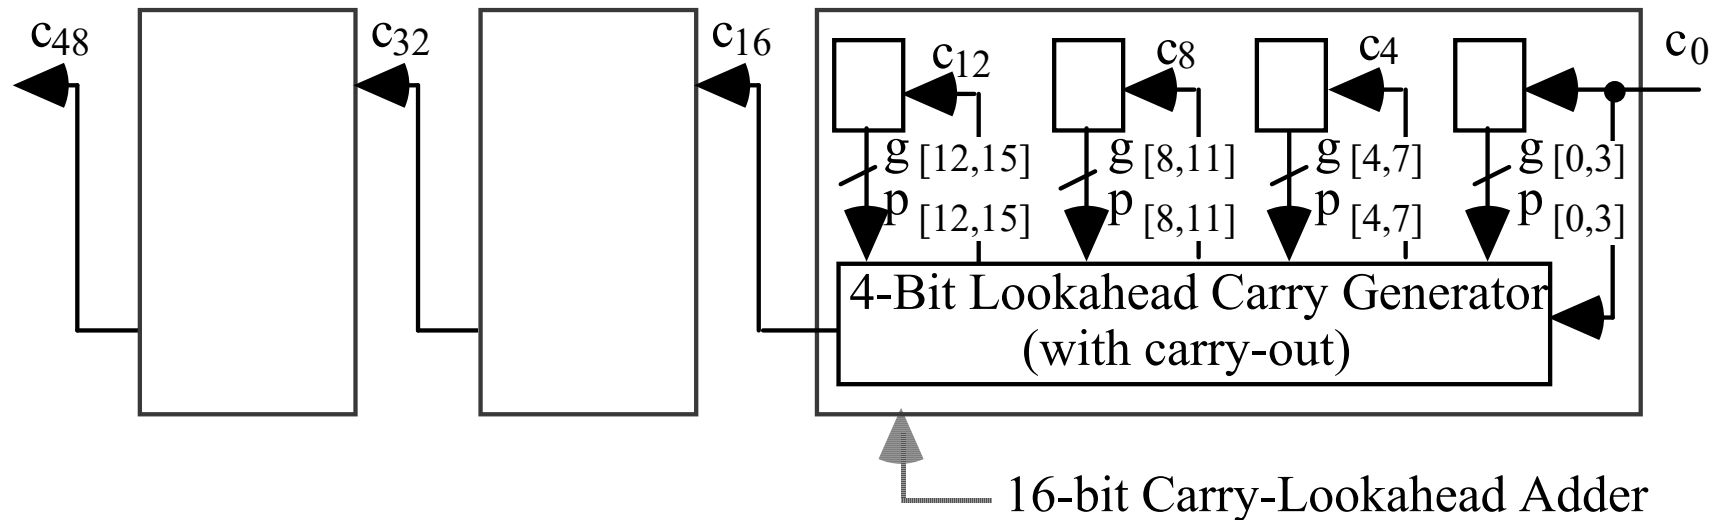 c48 c32 c16 c12 c8 c4 c0
g [12,15] g [8,11] g [4,7] g [0,3]
p [12,15] p [8,11] p [4,7] p [0,3]
4-Bit Lookahead Carry Generator
(with carry-out)
16-bit Carry-Lookahead Adder